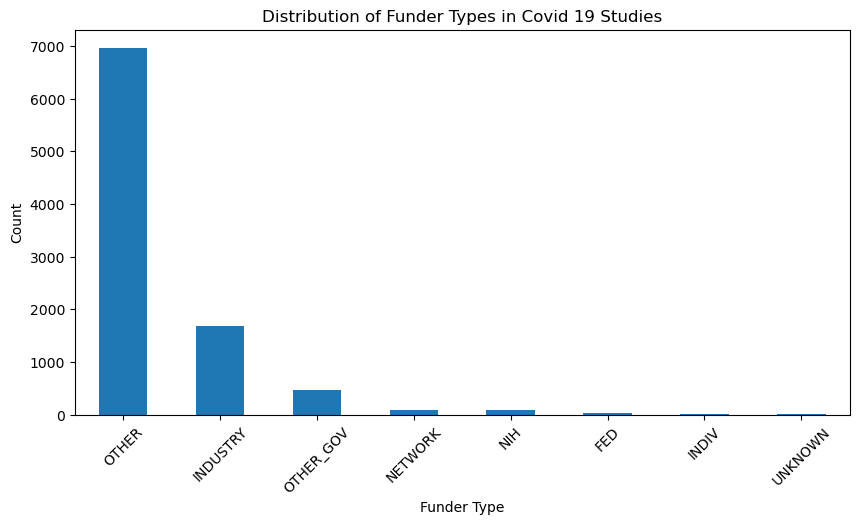 Distribution of Funder Types in Covid 19 Studies
7000
6000
5000
4000
3000
2000
1000
0
Count
OTHER
INDUSTRY
OTHER_GOV
NETWORK
NIH
FED
INDIV
UNKNOWN
Funder Type